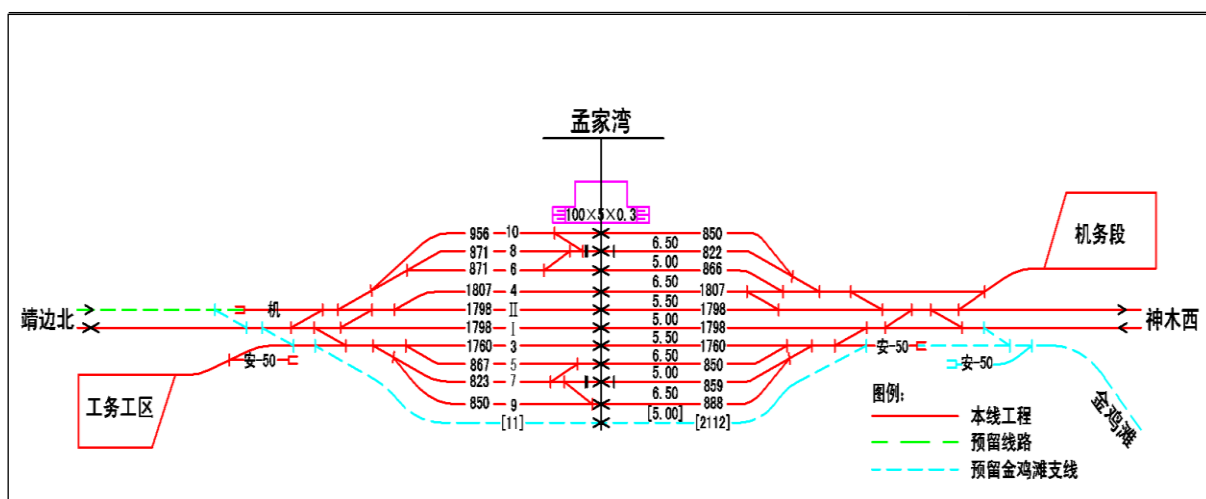 孟家湾
100×5×0.3
956 10 850
6.50
971 8 822
5.00
871 6 866
6.50
1807 4 1807
5.50
1798 Ⅱ 1798
5.00
1798 Ⅰ 1798
5.50
1760 3 1760
6.50
867 5 850
5.00
823 7 859
6.50
850 9 888
[5.00]
[11] [2112]
机务段
机
靖边北
神木西
安-50
安-50
安-50
工务工区
金鸡滩
图例:
本线工程
预留线路
预留金鸡滩支线